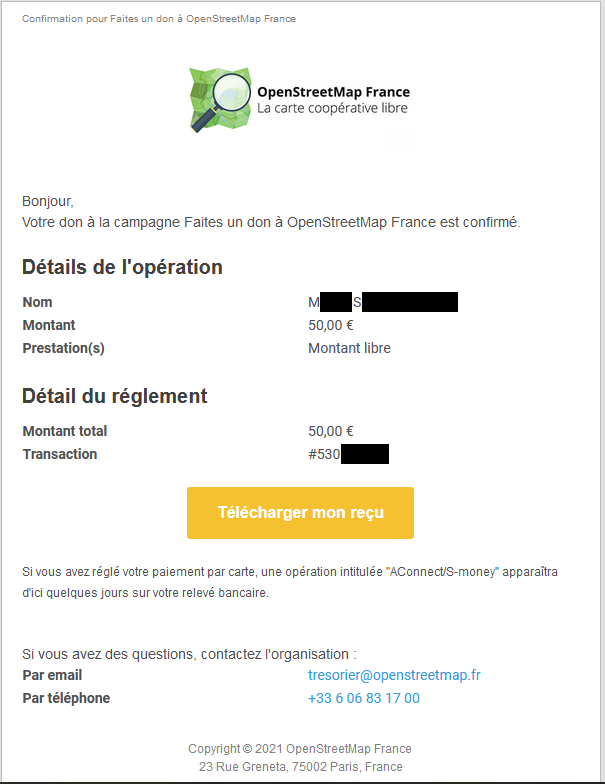 Confirmation pour Faites un don à OpenStreetMap France
OpenStreetMap France
La carte coopérative libre
Bonjour,
Votre don à la campagne Faites un don à OpenStreetMap France est confirmé.
Détails de l'opération
Nom M S
Montant 50,00 €
Prestation(s) Montant libre
Détail du réglement
Montant total 50,00 €
Transaction #530
Télécharger mon reçu
Si vous avez réglé votre paiement par carte, une opération intitulée "AConnect/S-money" apparaîtra
d'ici quelques jours sur votre relevé bancaire.
Si vous avez des questions, contactez l'organisation :
Par email tresorier@openstreetmap.fr
Par téléphone +33 6 06 83 17 00
Copyright © 2021 OpenStreetMap France
23 Rue Greneta, 75002 Paris, France